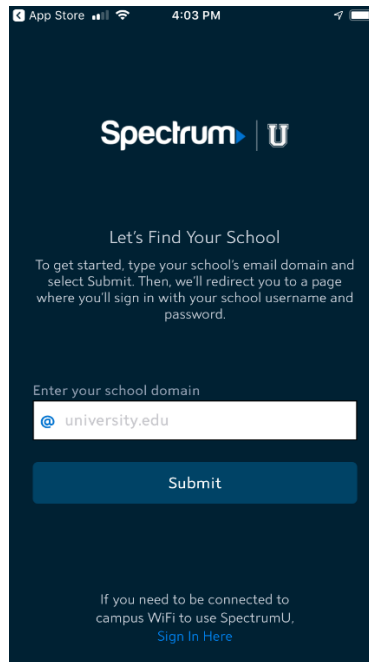 App Store 4:03 PM
Spectrum U
Let's Find Your School
To get started, type your school's email domain and
select Submit. Then, we'll redirect you to a page
where you'll sign in with your school username and
password.
Enter your school domain
@ university.edu
Submit
If you need to be connected to
campus WiFi to use SpectrumU,
Sign In Here